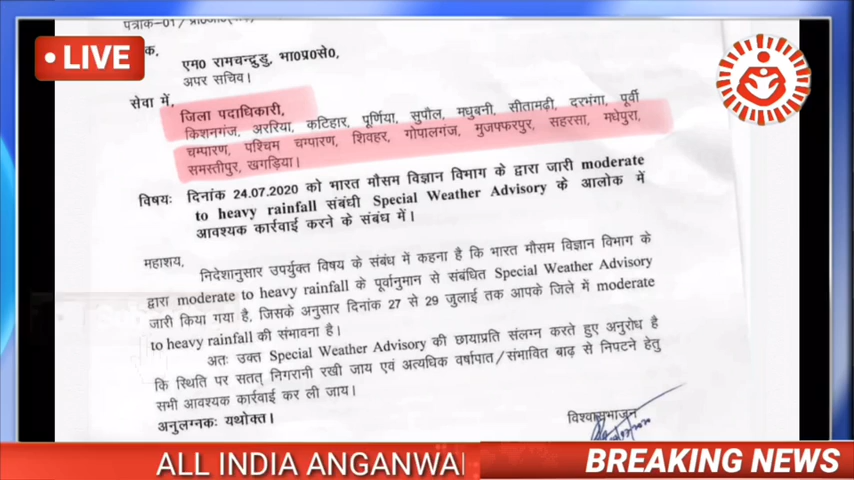 LIVE
पत्रांक-01/
एम0 रामचन्द्रुडु, भा0प्र0से0,
अपर सचिव।
सेवा में,
जिला पदाधिकारी,
किशनगंज, अररिया, कटिहार, पूर्णिया, सुपौल, मधुबनी, सीतामढ़ी, दरभंगा, पूर्वी
चम्पारण, पश्चिम चम्पारण, शिवहर, गोपालगंज, मुजफ्फरपुर, सहरसा, मधेपुरा,
समस्तीपुर, खगड़िया।
विषयः दिनांक 24.07.2020 को भारत मौसम विज्ञान विभाग के द्वारा जारी moderate
to heavy rainfall संबंधी Special Weather Advisory के आलोक में
आवश्यक कार्रवाई करने के संबंध में।
महाशय,
निदेशानुसार उपर्युक्त विषय के संबंध में कहना है कि भारत मौसम विज्ञान विभाग के
द्वारा moderate to heavy rainfall के पूर्वानुमान से संबंधित Special Weather Advisory
जारी किया गया है, जिसके अनुसार दिनांक 27 से 29 जुलाई तक आपके जिले में moderate
to heavy rainfall की संभावना है।
अतः उक्त Special Weather Advisory की छायाप्रति संलग्न करते हुए अनुरोध है
कि स्थिति पर सतत् निगरानी रखी जाय एवं अत्यधिक वर्षापात/संभावित बाढ़ से निपटने हेतु
सभी आवश्यक कार्रवाई कर ली जाय।
अनुलग्नकः यथोक्त।
विश्वासभाजन
ALL INDIA ANGANWA
BREAKING NEWS